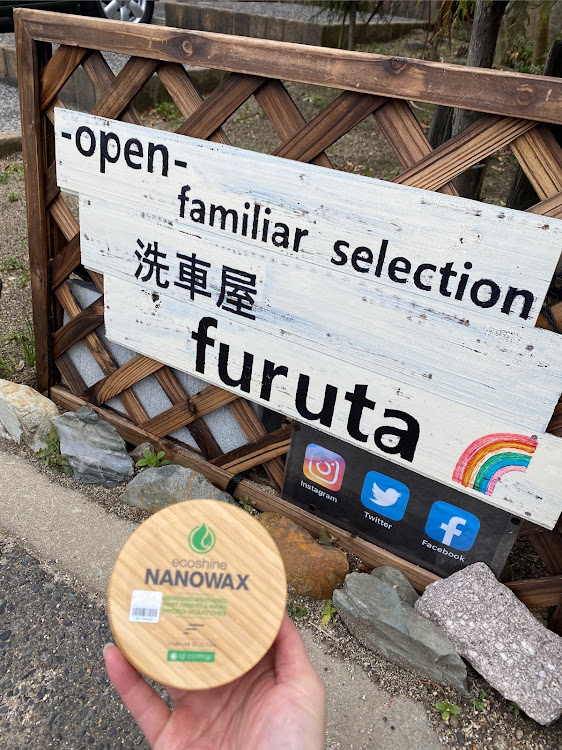 -open-
familiar selection
洗車屋
furuta
Instagram
Twitter
Facebook
ecoshine
NANOWAX